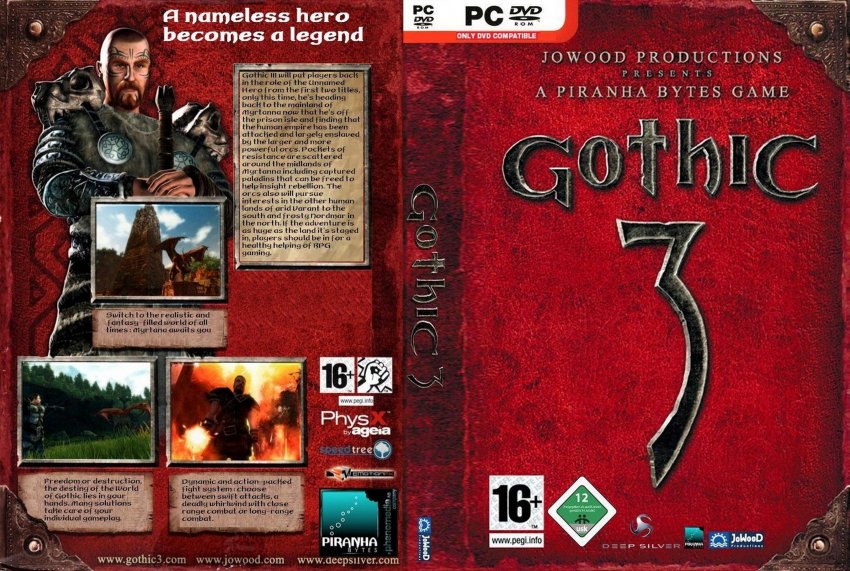 A nameless hero
becomes a legend
Gothic III will put players back
in the role of the Unnamed
Hero from the first two titles,
only this time, he's heading
back to the mainland of
Myrtanna now that he's off
the prison isle and finding that
the human empire has been
attacked and largely enslaved
by the larger and more
powerful orcs. Pockets of
resistance are scattered
around the midlands of
Myrtanna including captured
paladins that can be freed to
help insight rebellion. The
orcs also will pursue
interests in the other human
lands of arid Varant to the
south and frosty Nordmar in
the north. If the adventure is
as huge as the land it's staged
in, players should be in for a
healthy helping of RPG
gaming.
Switch to the realistic and
fantasy-filled world of all
times : Myrtana awaits you
Freedom or destruction,
the destiny of the World
of Gothic lies in your
hands. Many solutions
take care of your
individual gameplay.
Dynamic and action-packed
fight system : choose
between swift attacks, a
deadly whirlwind with close
range combat or long-range
combat.
16+
www.pegi.info
PhysX
by ageia
speedtree
EMOTION
PIRANHA
BYTES
phenomedia
www.gothic3.com www.jowood.com www.deepsilver.com
PC
DVD
ROM
GOTHIC 3
JoWooD
PC DVD
ROM
ONLY DVD COMPATIBLE
JOWOOD PRODUCTIONS
PRESENTS
A PIRANHA BYTES GAME
GOTHIC
3
16+
TM
www.pegi.info
12
usk
DEEP SILVER
PIRANHA
JoWooD
Productions